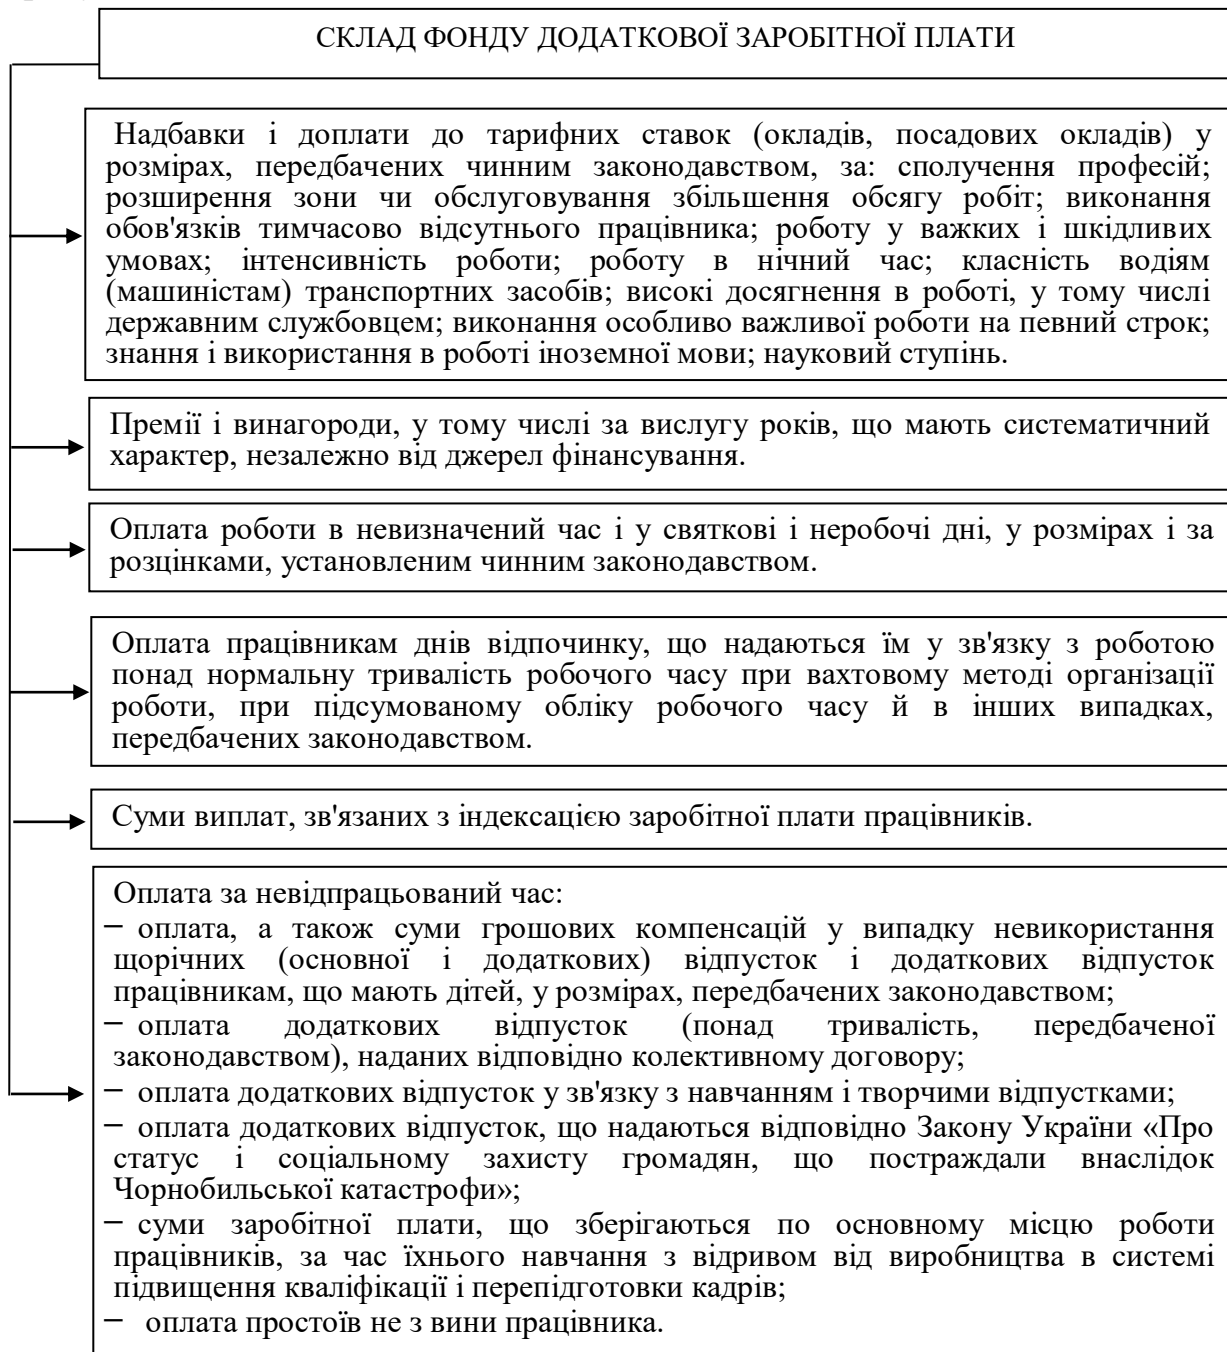 СКЛАД ФОНДУ ДОДАТКОВОЇ ЗАРОБІТНОЇ ПЛАТИ
Надбавки і доплати до тарифних ставок (окладів, посадових окладів) у
розмірах, передбачених чинним законодавством, за: сполучення професій;
розширення зони чи обслуговування збільшення обсягу робіт; виконання
обов'язків тимчасово відсутнього працівника; роботу у важких і шкідливих
умовах; інтенсивність роботи; роботу в нічний час; класність водіям
(машиністам) транспортних засобів; високі досягнення в роботі, у тому числі
державним службовцем; виконання особливо важливої роботи на певний строк;
знання і використання в роботі іноземної мови; науковий ступінь.
Премії і винагороди, у тому числі за вислугу років, що мають систематичний
характер, незалежно від джерел фінансування.
Оплата роботи в невизначений час і у святкові і неробочі дні, у розмірах і за
розцінками, установленим чинним законодавством.
Оплата працівникам днів відпочинку, що надаються їм у зв'язку з роботою
понад нормальну тривалість робочого часу при вахтовому методі організації
роботи, при підсумованому обліку робочого часу й в інших випадках,
передбачених законодавством.
Суми виплат, зв'язаних з індексацією заробітної плати працівників.
Оплата за невідпрацьований час:
– оплата, а також суми грошових компенсацій у випадку невикористання
щорічних (основної і додаткових) відпусток і додаткових відпусток
працівникам, що мають дітей, у розмірах, передбачених законодавством;
– оплата додаткових відпусток (понад тривалість, передбаченої
законодавством), наданих відповідно колективному договору;
– оплата додаткових відпусток у зв'язку з навчанням і творчими відпустками;
– оплата додаткових відпусток, що надаються відповідно Закону України «Про
статус і соціальному захисту громадян, що постраждали внаслідок
Чорнобильської катастрофи»;
– суми заробітної плати, що зберігаються по основному місцю роботи
працівників, за час їхнього навчання з відривом від виробництва в системі
підвищення кваліфікації і перепідготовки кадрів;
– оплата простоїв не з вини працівника.